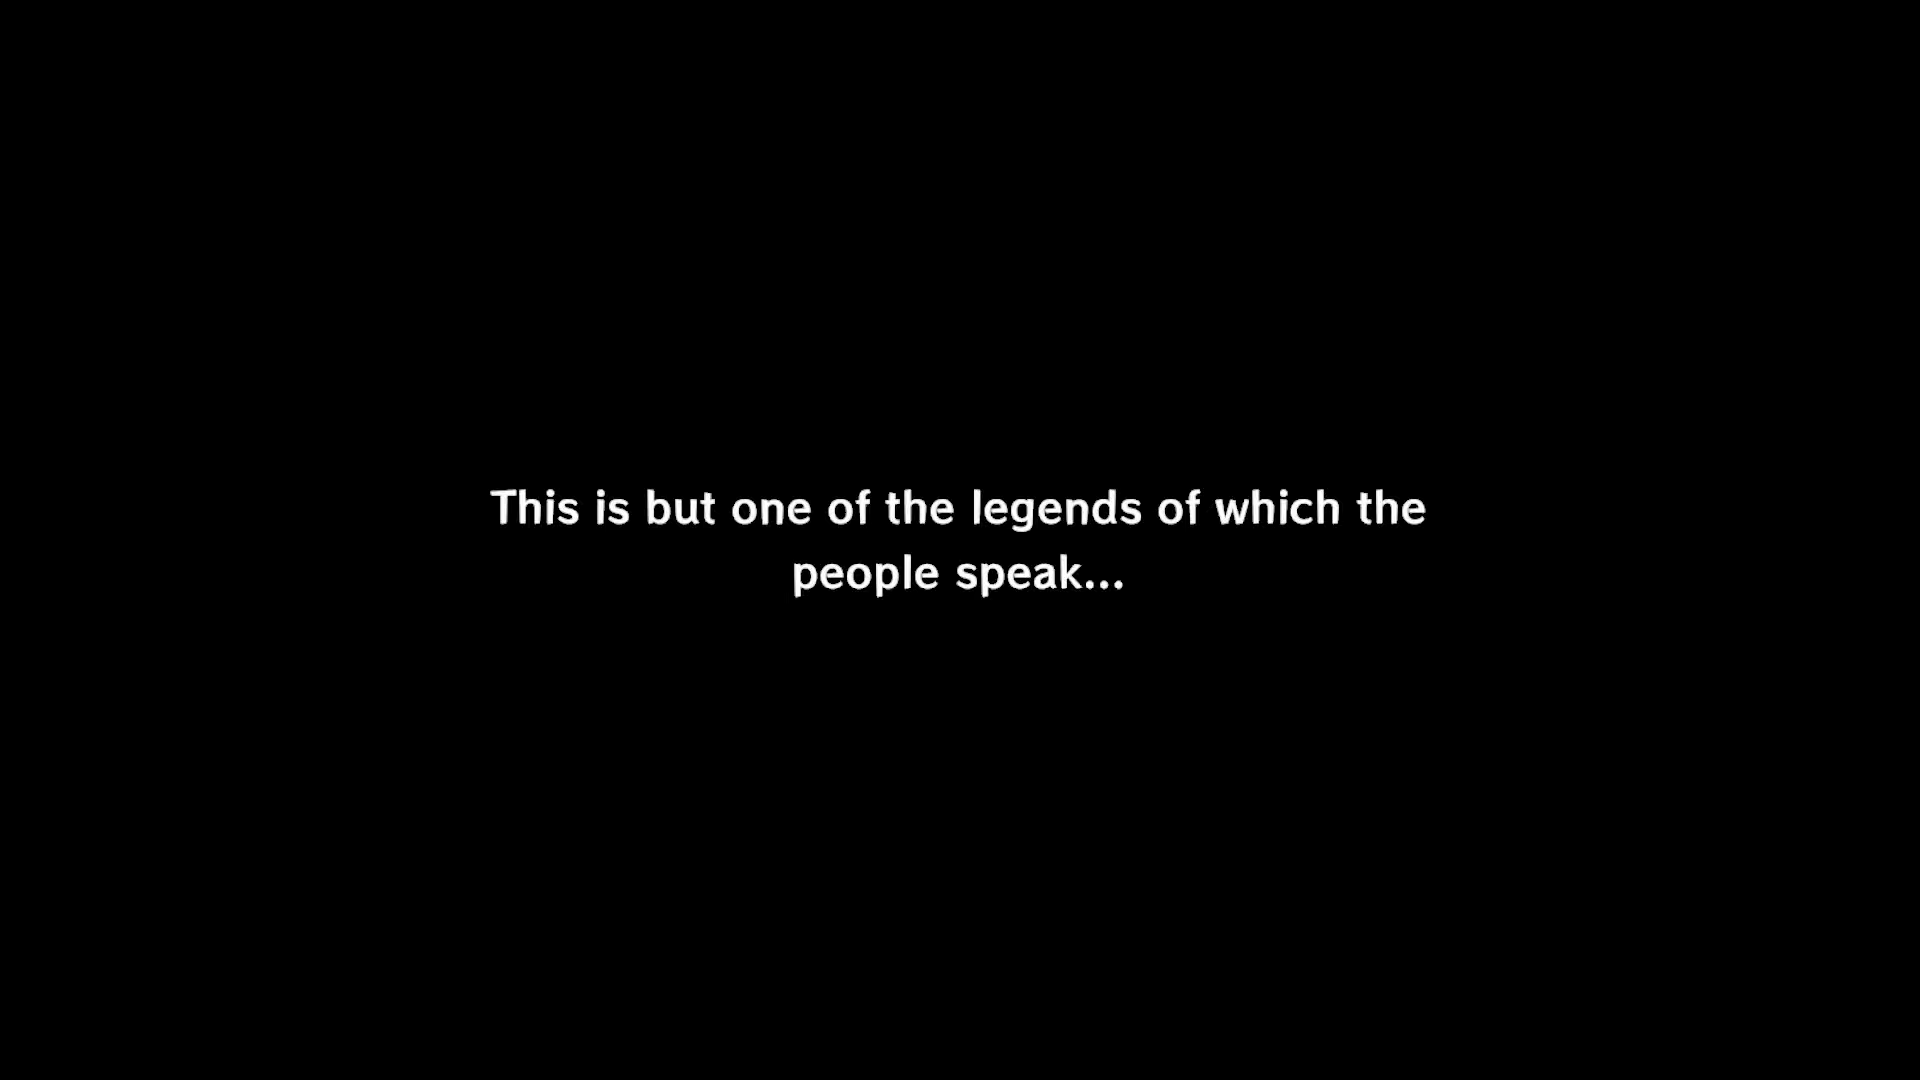 This is but one of the legends of which the
people speak...